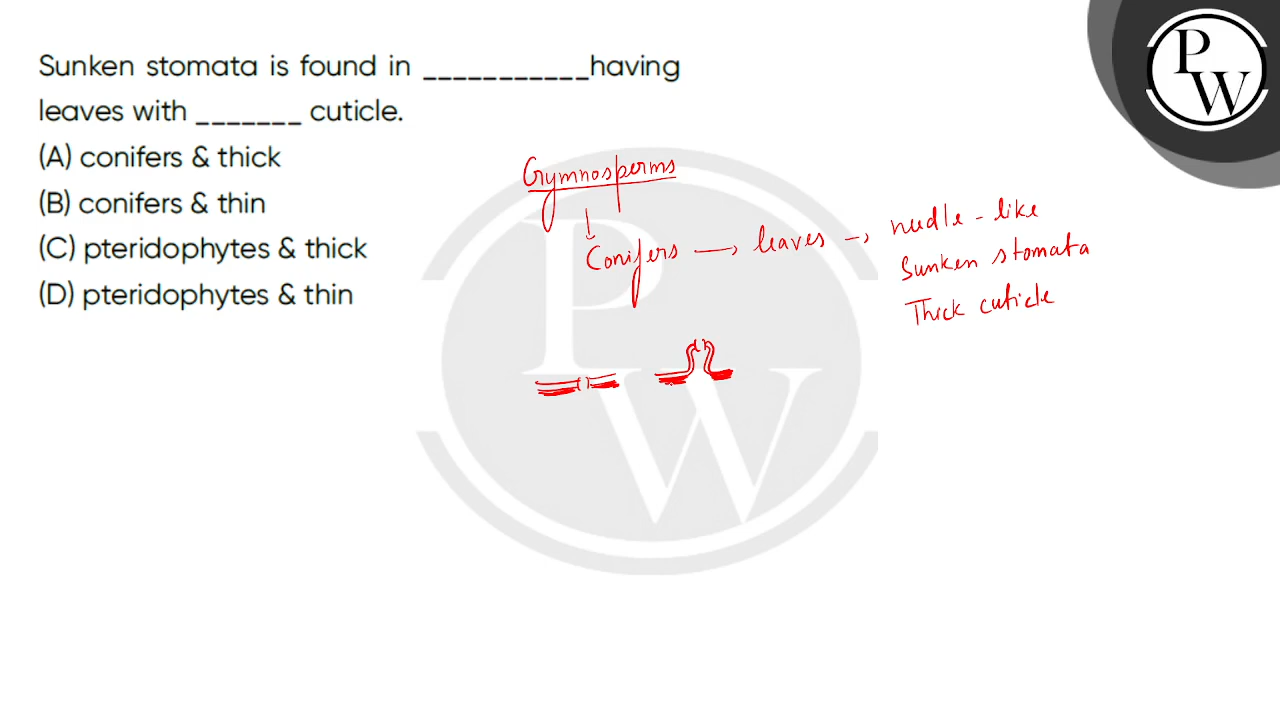 Sunken stomata is found in ___________having
leaves with _______ cuticle.
(A) conifers & thick
(B) conifers & thin
(C) pteridophytes & thick
(D) pteridophytes & thin
Gymnosperms
Conifers → leaves → needle-like
Sunken stomata
Thick cuticle
PW
PW